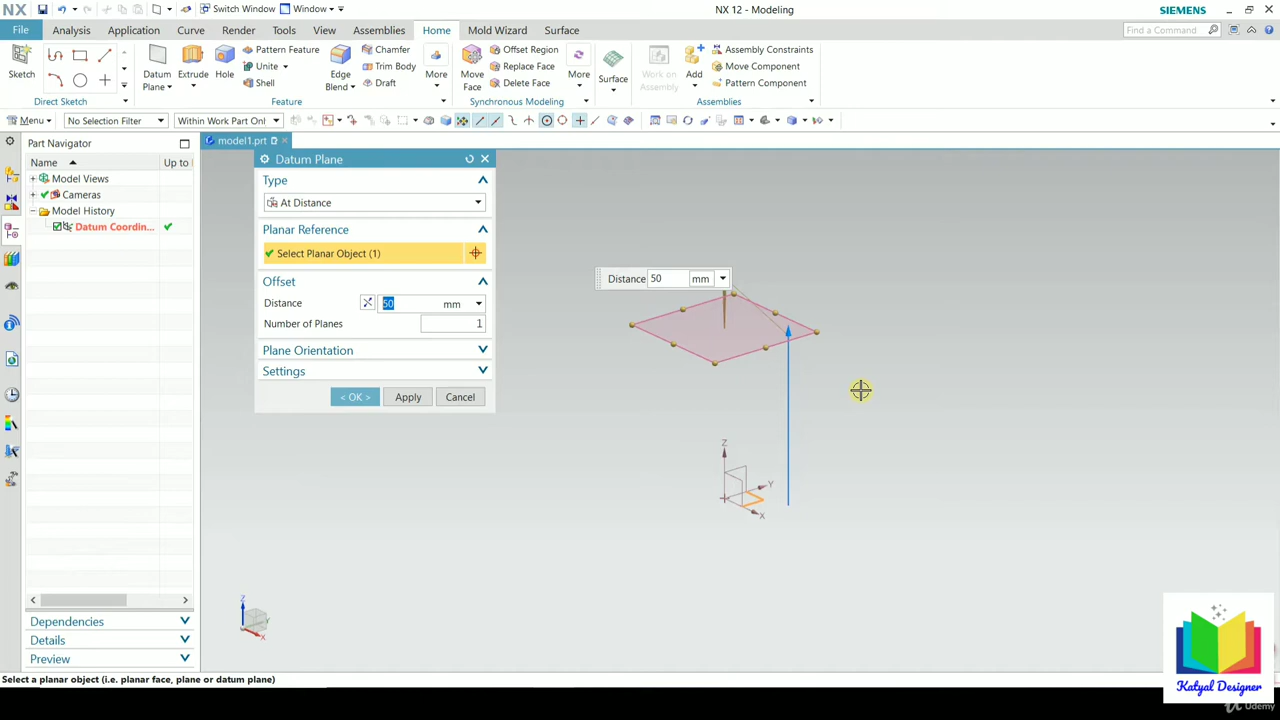 NX
Switch Window
Window
NX 12 - Modeling
SIEMENS
File
Analysis
Application
Curve
Render
Tools
View
Assemblies
Home
Mold Wizard
Surface
Find a Command
Sketch
Direct Sketch
Datum
Plane
Extrude
Hole
Pattern Feature
Unite
Shell
Edge
Blend
Chamfer
Trim Body
Draft
More
Feature
Move
Face
Offset Region
Replace Face
Delete Face
More
Synchronous Modeling
Surface
Work on
Assembly
Add
Assembly Constraints
Move Component
Pattern Component
Assemblies
Menu
No Selection Filter
Within Work Part Onl
Part Navigator
Name
Up to
Model Views
Cameras
Model History
Datum Coordin...
Dependencies
Details
Preview
model1.prt
Datum Plane
Type
At Distance
Planar Reference
Select Planar Object (1)
Offset
Distance
50
mm
Number of Planes
1
Plane Orientation
Settings
< OK >
Apply
Cancel
Distance 50 mm
Z
Y
X
Z
Y
X
Select a planar object (i.e. planar face, plane or datum plane)
Katyal Designer
Udemy